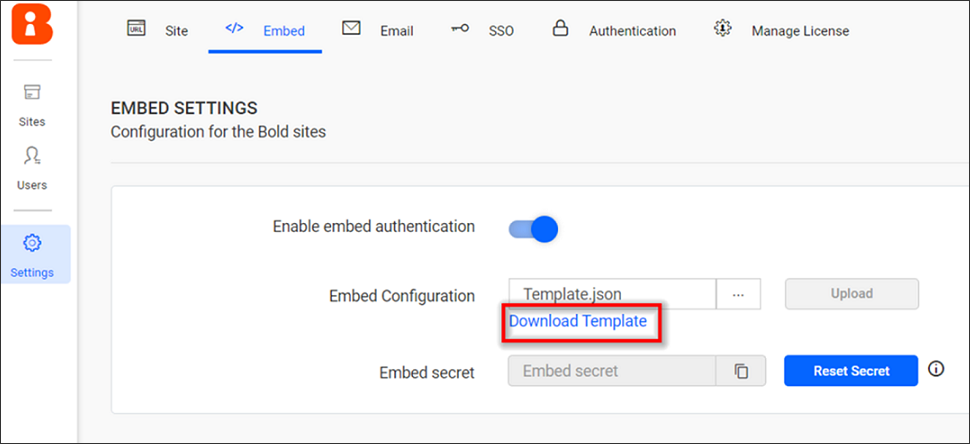 URL Site </> Embed Email SSO Authentication Manage License
Sites
Users
Settings
EMBED SETTINGS
Configuration for the Bold sites
Enable embed authentication
Embed Configuration Template.json ... Upload
Download Template
Embed secret Embed secret Reset Secret